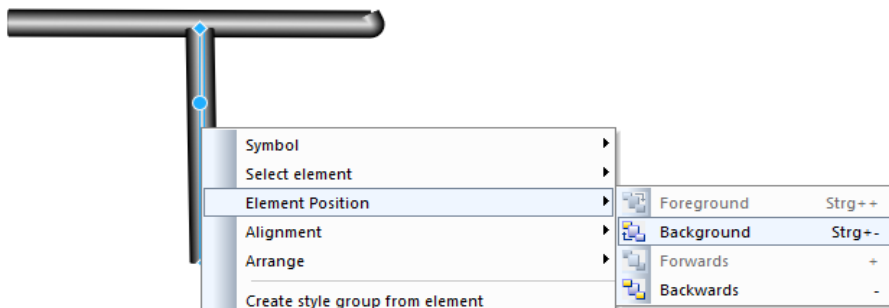 Symbol
Select element
Element Position
Alignment
Arrange
Create style group from element
Foreground Strg++
Background Strg+-
Forwards +
Backwards -